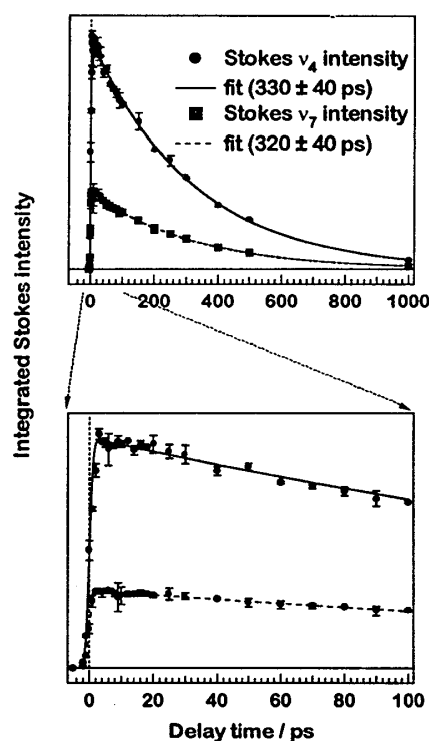 Stokes ν4 intensity
fit (330 ± 40 ps)
Stokes ν7 intensity
fit (320 ± 40 ps)
Integrated Stokes Intensity
0 200 400 600 800 1000
0 20 40 60 80 100
Delay time / ps